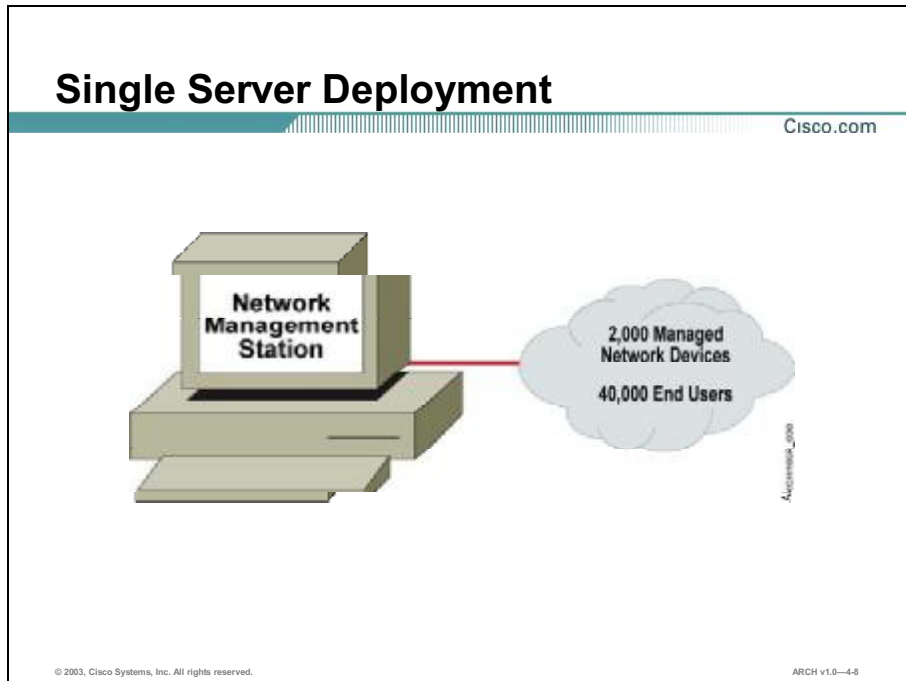 Single Server Deployment
Cisco.com
Network
Management
Station
2,000 Managed
Network Devices
40,000 End Users
© 2003, Cisco Systems, Inc. All rights reserved.
ARCH v1.0—4-8